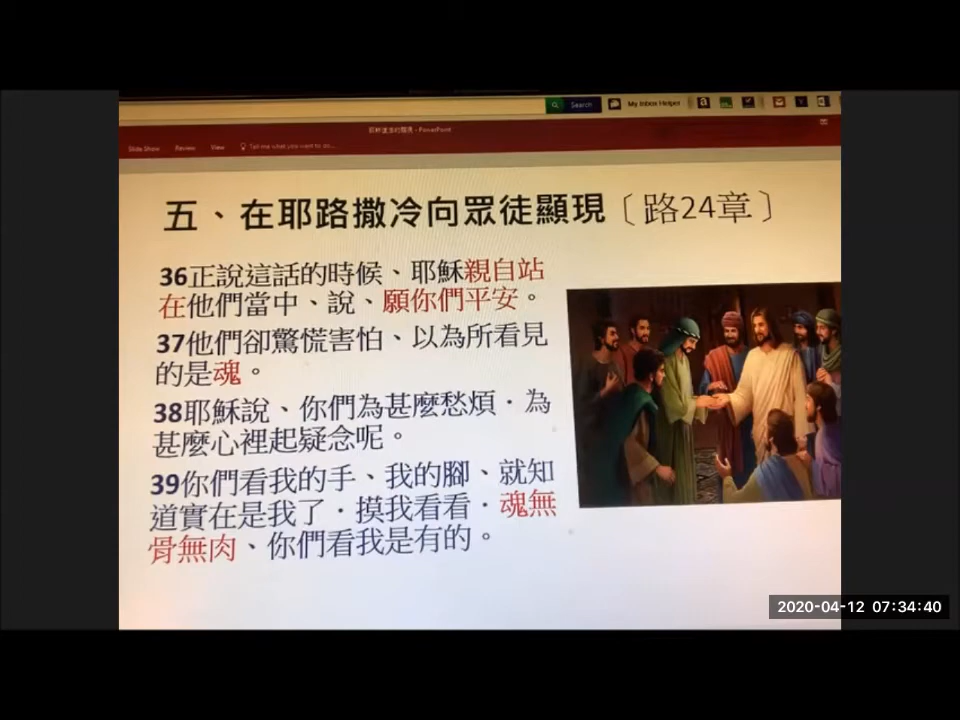 Search
My Inbox Helper
PowerPoint
Slide Show
Review
View
Tell me what you want to do...
五、在耶路撒冷向眾徒顯現〔路24章〕
36正說這話的時候、耶穌親自站
在他們當中、說、願你們平安。
37他們卻驚慌害怕、以為所看見
的是魂。
38耶穌說、你們為甚麼愁煩．為
甚麼心裡起疑念呢。
39你們看我的手、我的腳、就知
道實在是我了．摸我看看．魂無
骨無肉、你們看我是有的。
2020-04-12 07:34:40